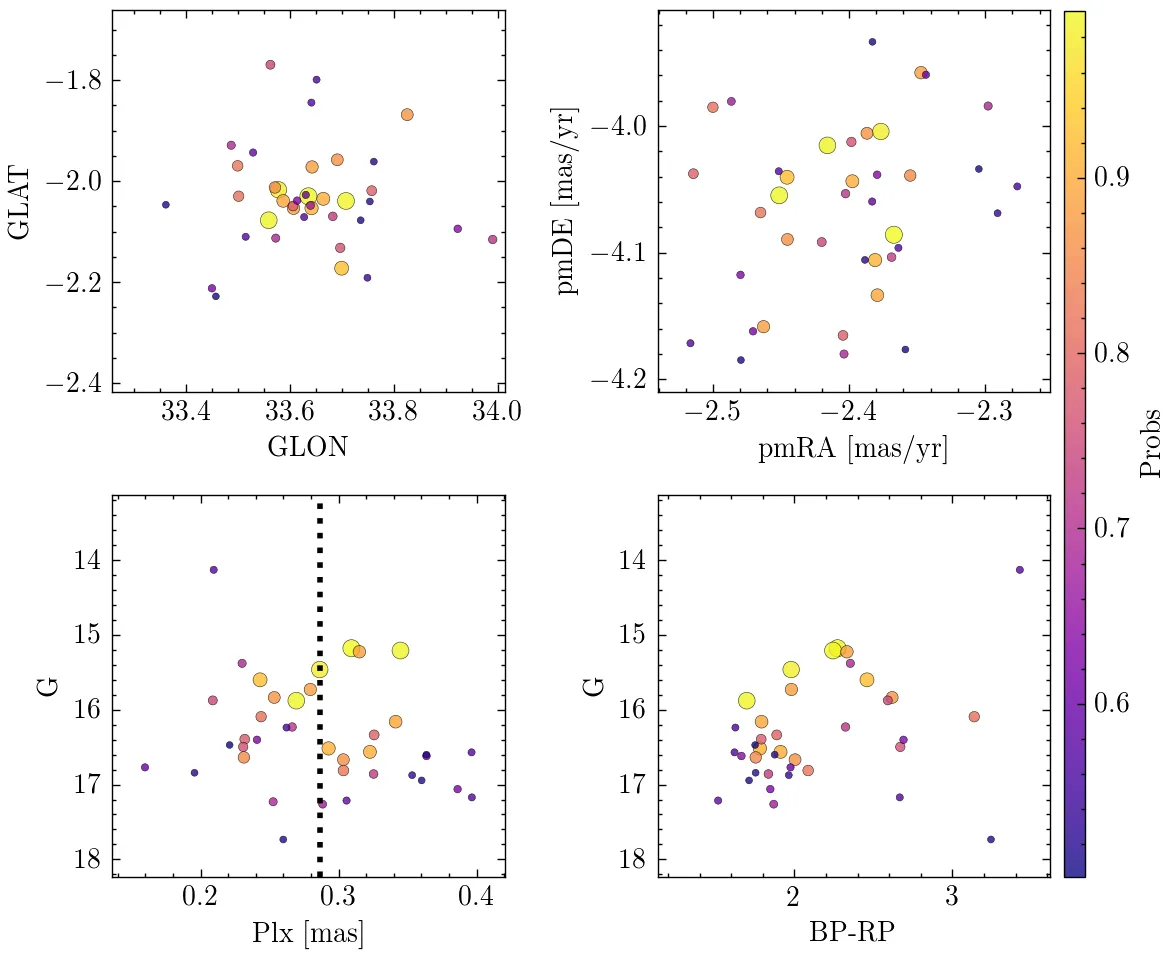 −1.8
−2.0
−2.2
−2.4
GLAT
33.4 33.6 33.8 34.0
GLON
−4.0
−4.1
−4.2
pmDE [mas/yr]
−2.5 −2.4 −2.3
pmRA [mas/yr]
14
15
16
17
18
G
0.2 0.3 0.4
Plx [mas]
14
15
16
17
18
G
2 3
BP-RP
0.9
0.8
0.7
0.6
Probs